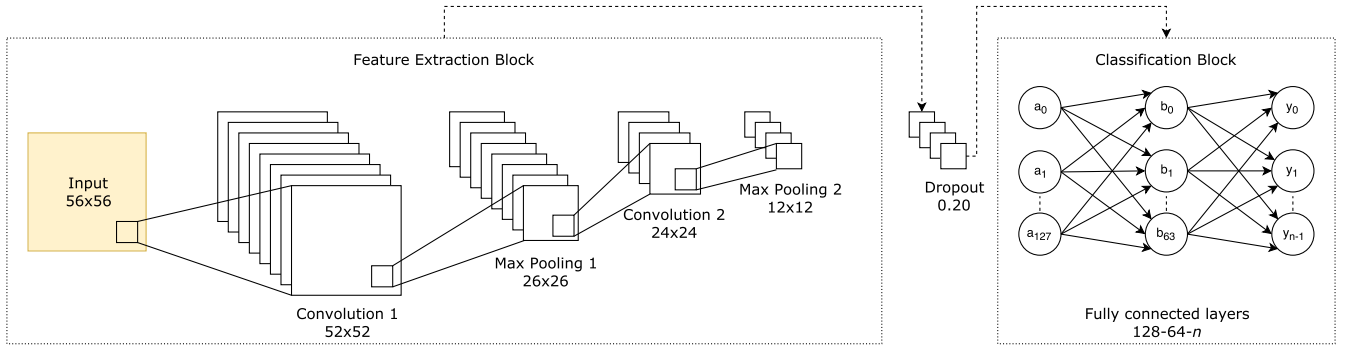 Feature Extraction Block
Input
56x56
Convolution 1
52x52
Max Pooling 1
26x26
Convolution 2
24x24
Max Pooling 2
12x12
Dropout
0.20
Classification Block
a0 b0 y0
a1 b1 y1
a127 b63 yn-1
Fully connected layers
128-64-n